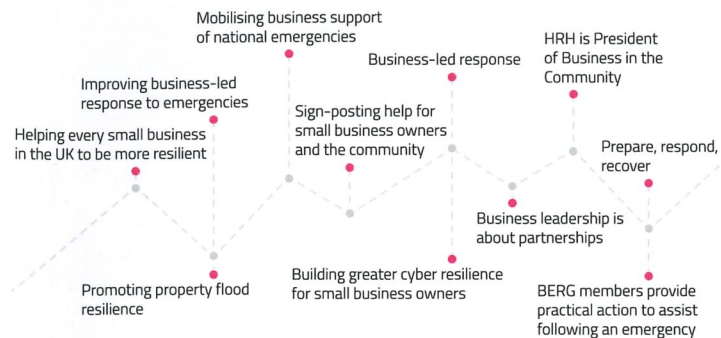 Mobilising business support
of national emergencies
Improving business-led
response to emergencies
Helping every small business
in the UK to be more resilient
Business-led response
Sign-posting help for
small business owners
and the community
HRH is President
of Business in the
Community
Prepare, respond,
recover
Promoting property flood
resilience
Building greater cyber resilience
for small business owners
Business leadership is
about partnerships
BERG members provide
practical action to assist
following an emergency